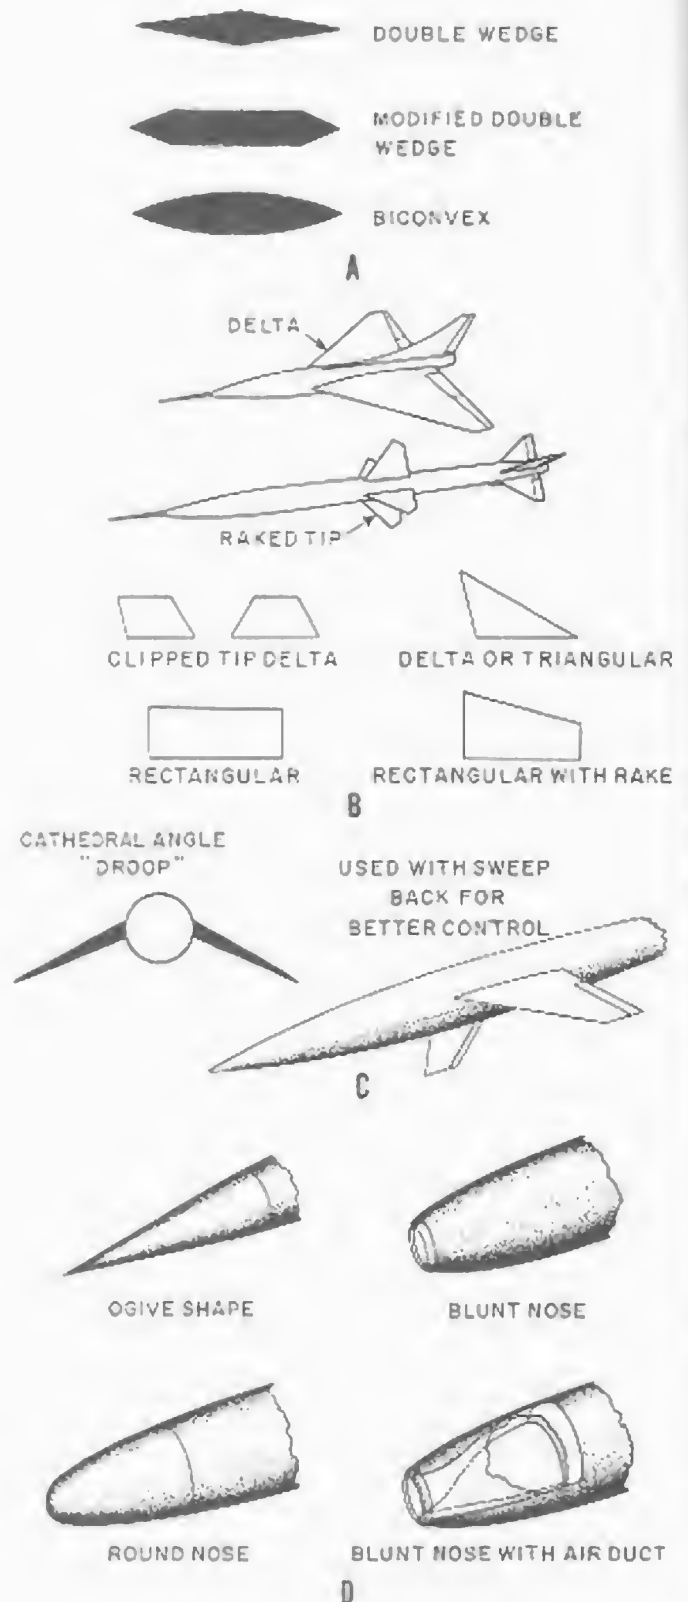 DOUBLE WEDGE
MODIFIED DOUBLE
WEDGE
BICONVEX
A
DELTA
RAKED TIP
CLIPPED TIP DELTA
DELTA OR TRIANGULAR
RECTANGULAR
RECTANGULAR WITH RAKE
B
CATHEDRAL ANGLE
"DROOP"
USED WITH SWEEP
BACK FOR
BETTER CONTROL
C
OGIVE SHAPE
BLUNT NOSE
ROUND NOSE
BLUNT NOSE WITH AIR DUCT
D